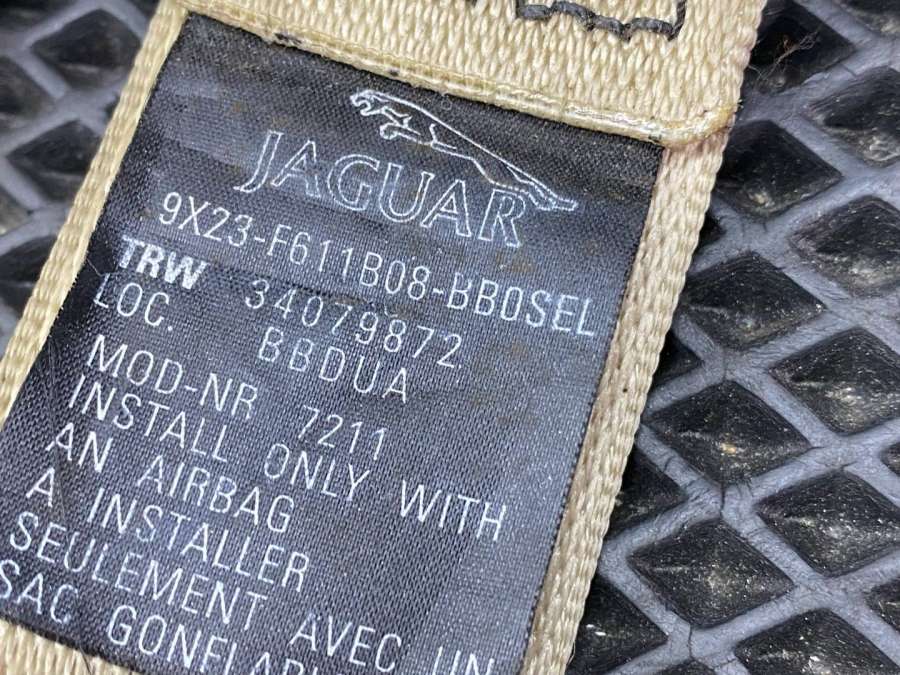 JAGUAR
9X23-F611B08-BB0SEL
TRW 34079872
LOC. BBDUA
MOD-NR 7211
INSTALL ONLY WITH
AN AIRBAG
A INSTALLER
SEULEMENT AVEC UN
SAC